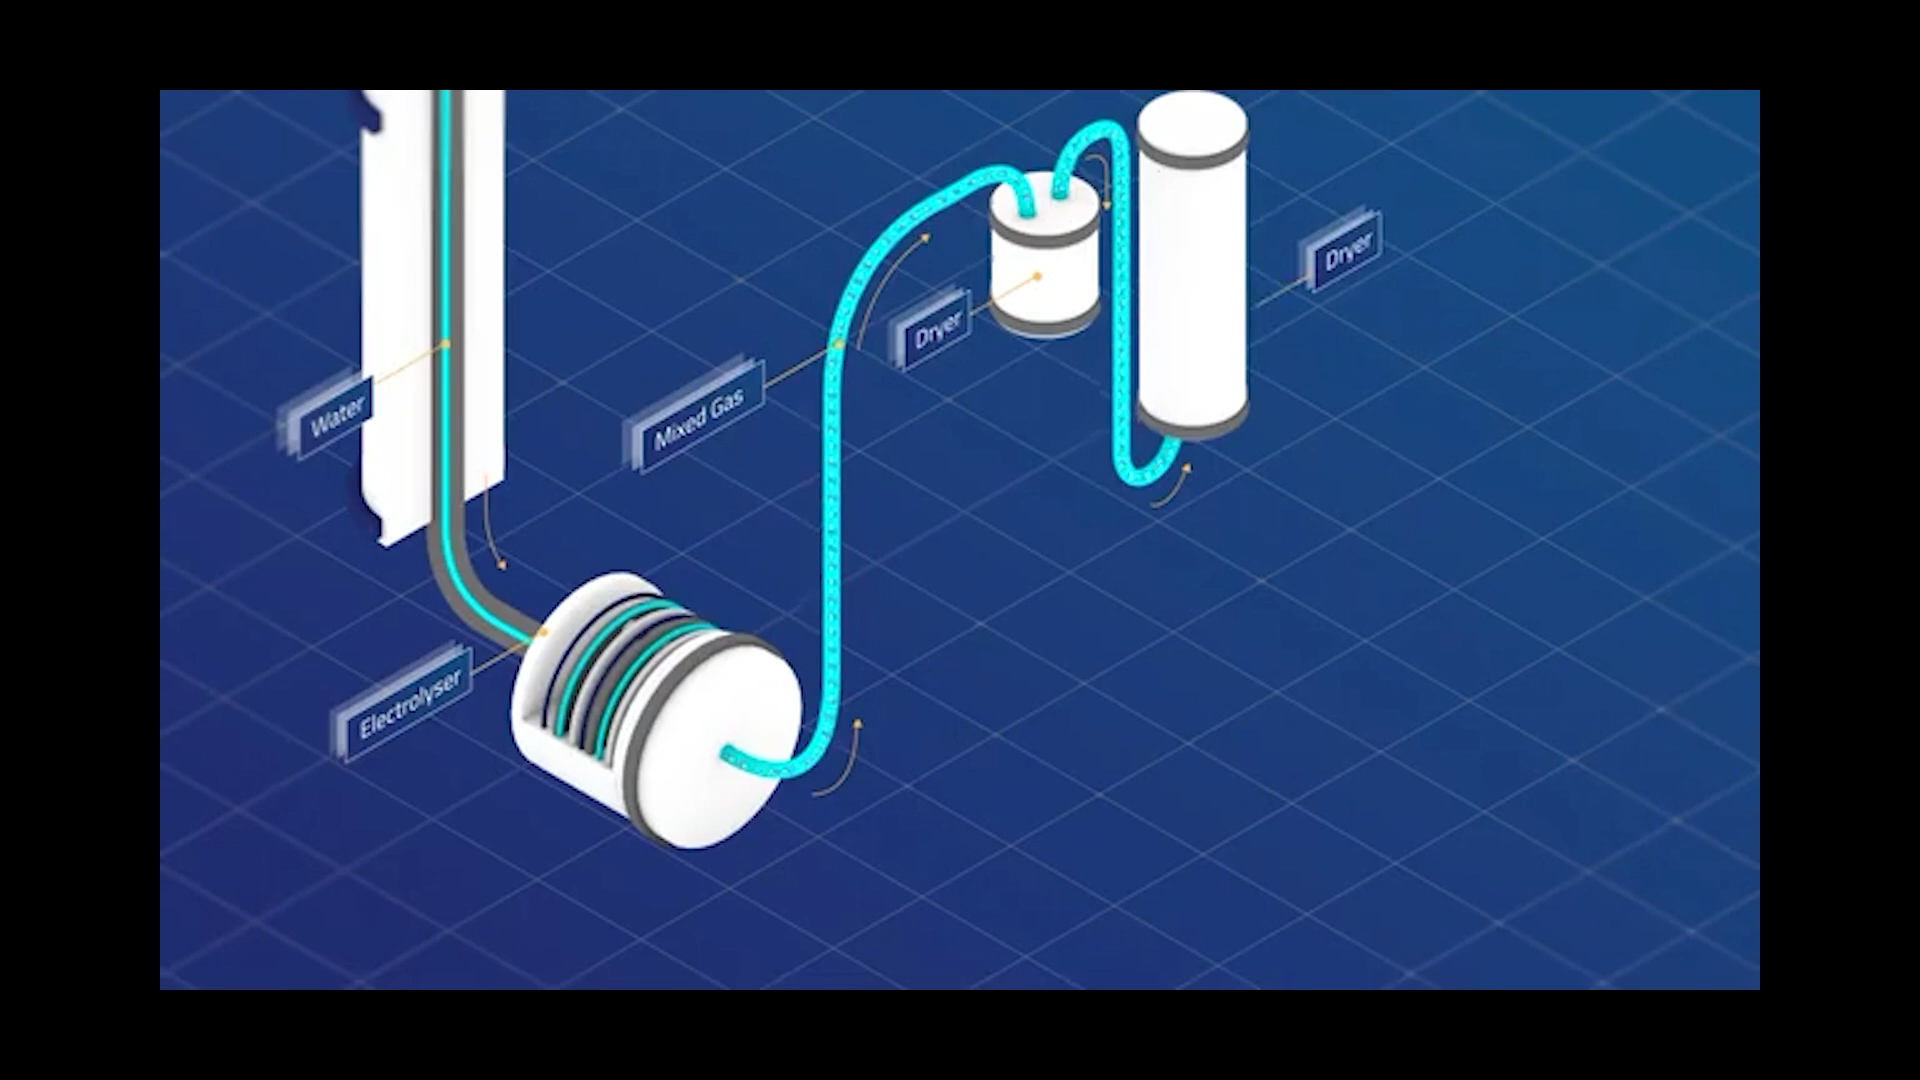 Dryer
Dryer
Mixed Gas
Water
Electrolyser